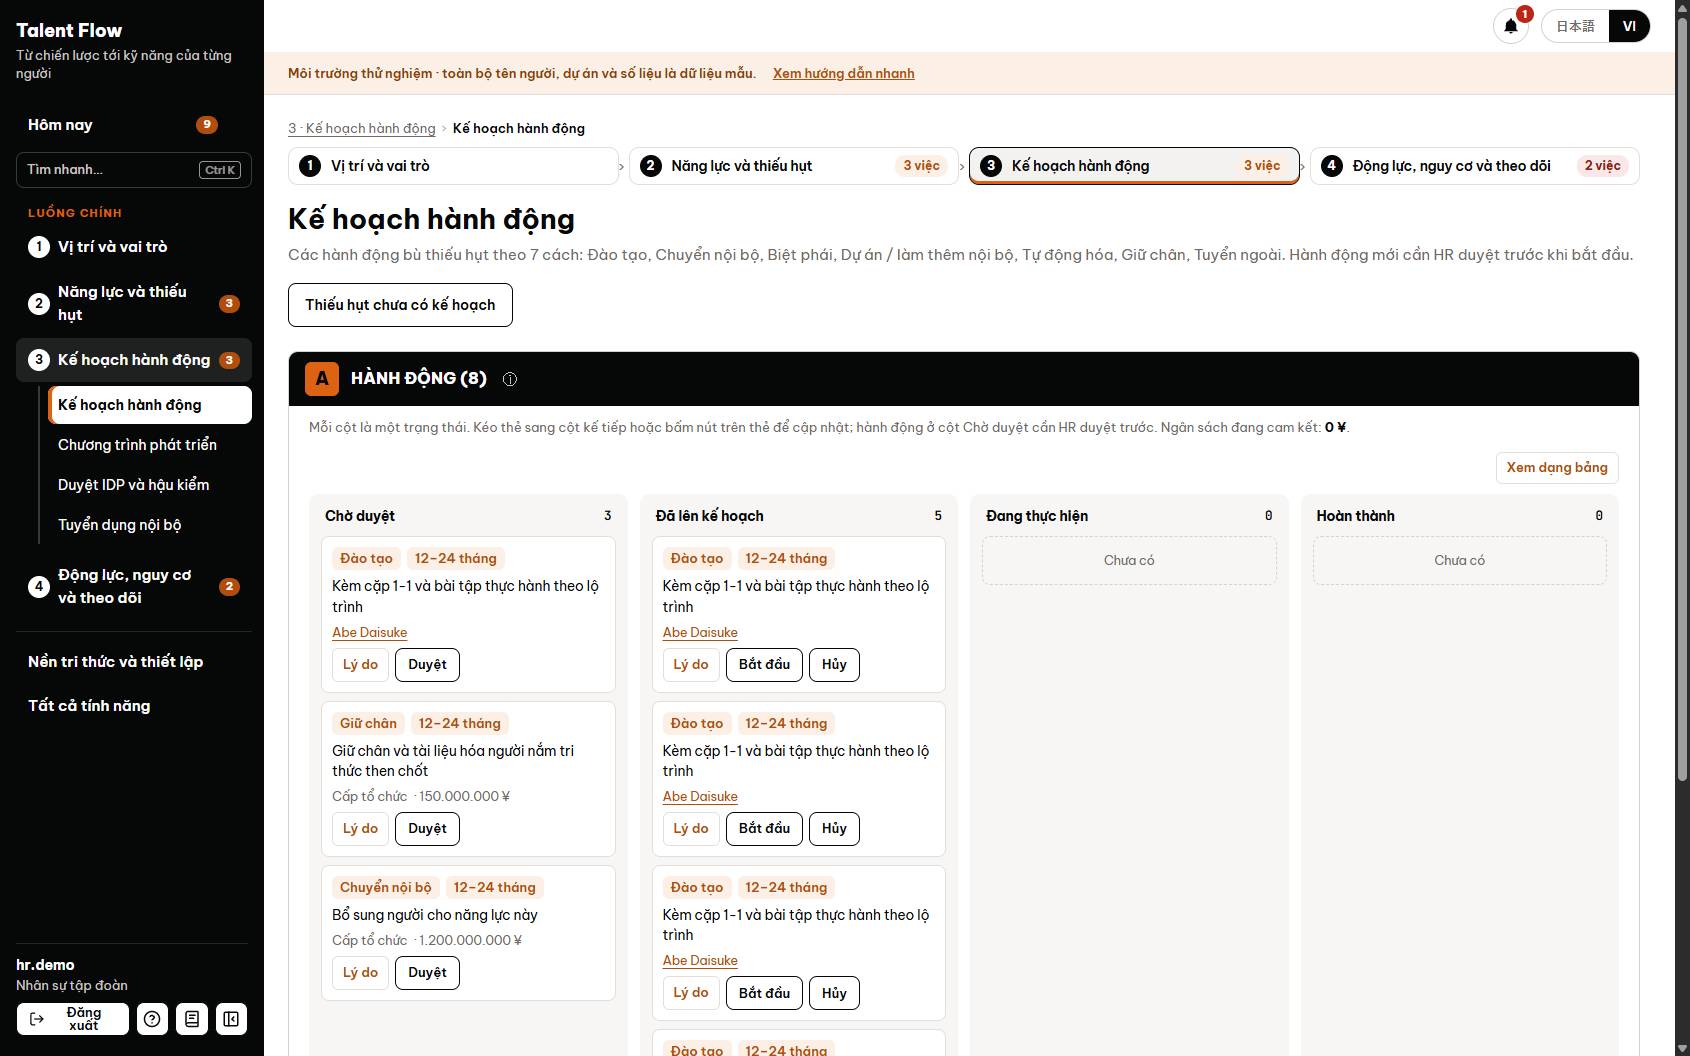 Talent Flow
Từ chiến lược tới kỹ năng của từng
người
Hôm nay
9
Tìm nhanh...
Ctrl K
LUỒNG CHÍNH
1
Vị trí và vai trò
2
Năng lực và thiếu
hụt
3
3
Kế hoạch hành động
3
Kế hoạch hành động
Chương trình phát triển
Duyệt IDP và hậu kiểm
Tuyển dụng nội bộ
4
Động lực, nguy cơ
và theo dõi
2
Nền tri thức và thiết lập
Tất cả tính năng
hr.demo
Nhân sự tập đoàn
Đăng
xuất
1
日本語
VI
Môi trường thử nghiệm · toàn bộ tên người, dự án và số liệu là dữ liệu mẫu.
Xem hướng dẫn nhanh
3 · Kế hoạch hành động › Kế hoạch hành động
1 Vị trí và vai trò ›
2 Năng lực và thiếu hụt 3 việc ›
3 Kế hoạch hành động 3 việc ›
4 Động lực, nguy cơ và theo dõi 2 việc
Kế hoạch hành động
Các hành động bù thiếu hụt theo 7 cách: Đào tạo, Chuyển nội bộ, Biệt phái, Dự án / làm thêm nội bộ, Tự động hóa, Giữ chân, Tuyển ngoài. Hành động mới cần HR duyệt trước khi bắt đầu.
Thiếu hụt chưa có kế hoạch
A
HÀNH ĐỘNG (8)
Mỗi cột là một trạng thái. Kéo thẻ sang cột kế tiếp hoặc bấm nút trên thẻ để cập nhật; hành động ở cột Chờ duyệt cần HR duyệt trước. Ngân sách đang cam kết: 0 ¥.
Xem dạng bảng
Chờ duyệt
3
Đào tạo
12–24 tháng
Kèm cặp 1-1 và bài tập thực hành theo lộ
trình
Abe Daisuke
Lý do
Duyệt
Giữ chân
12–24 tháng
Giữ chân và tài liệu hóa người nắm tri
thức then chốt
Cấp tổ chức · 150.000.000 ¥
Lý do
Duyệt
Chuyển nội bộ
12–24 tháng
Bổ sung người cho năng lực này
Cấp tổ chức · 1.200.000.000 ¥
Lý do
Duyệt
Đã lên kế hoạch
5
Đào tạo
12–24 tháng
Kèm cặp 1-1 và bài tập thực hành theo lộ
trình
Abe Daisuke
Lý do
Bắt đầu
Hủy
Đào tạo
12–24 tháng
Kèm cặp 1-1 và bài tập thực hành theo lộ
trình
Abe Daisuke
Lý do
Bắt đầu
Hủy
Đào tạo
12–24 tháng
Kèm cặp 1-1 và bài tập thực hành theo lộ
trình
Abe Daisuke
Lý do
Bắt đầu
Hủy
Đào tạo
12–24 tháng
Đang thực hiện
0
Chưa có
Hoàn thành
0
Chưa có